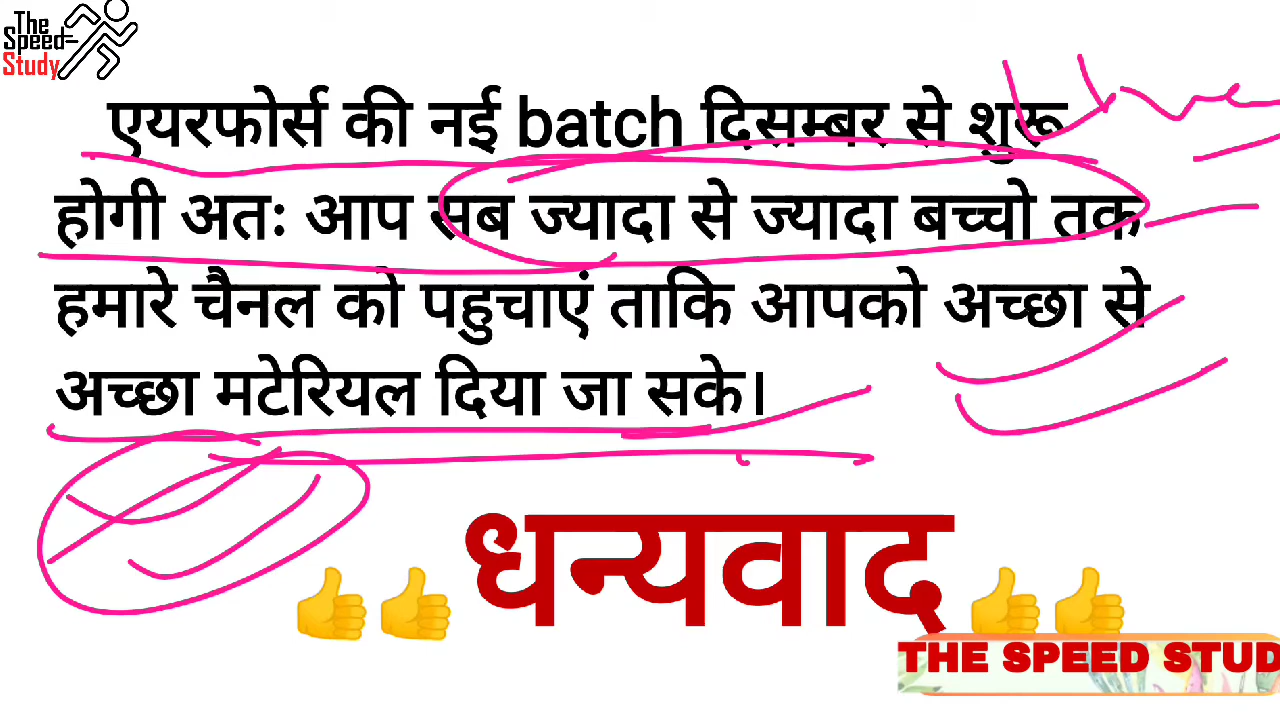 The
Speed
Study
एयरफोर्स की नई batch दिसम्बर से शुरू
होगी अतः आप सब ज्यादा से ज्यादा बच्चो तक
हमारे चैनल को पहुचाएं ताकि आपको अच्छा से
अच्छा मटेरियल दिया जा सके।
धन्यवाद
THE SPEED STUD